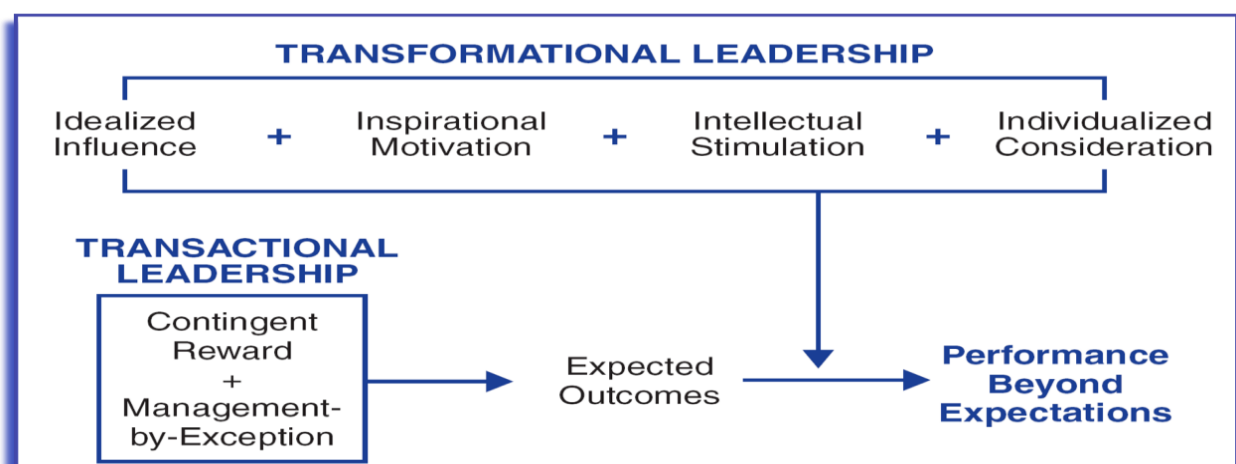 TRANSFORMATIONAL LEADERSHIP
Idealized
Influence
+
Inspirational
Motivation
+
Intellectual
Stimulation
+
Individualized
Consideration
TRANSACTIONAL
LEADERSHIP
Contingent
Reward
+
Management-
by-Exception
Expected
Outcomes
Performance
Beyond
Expectations